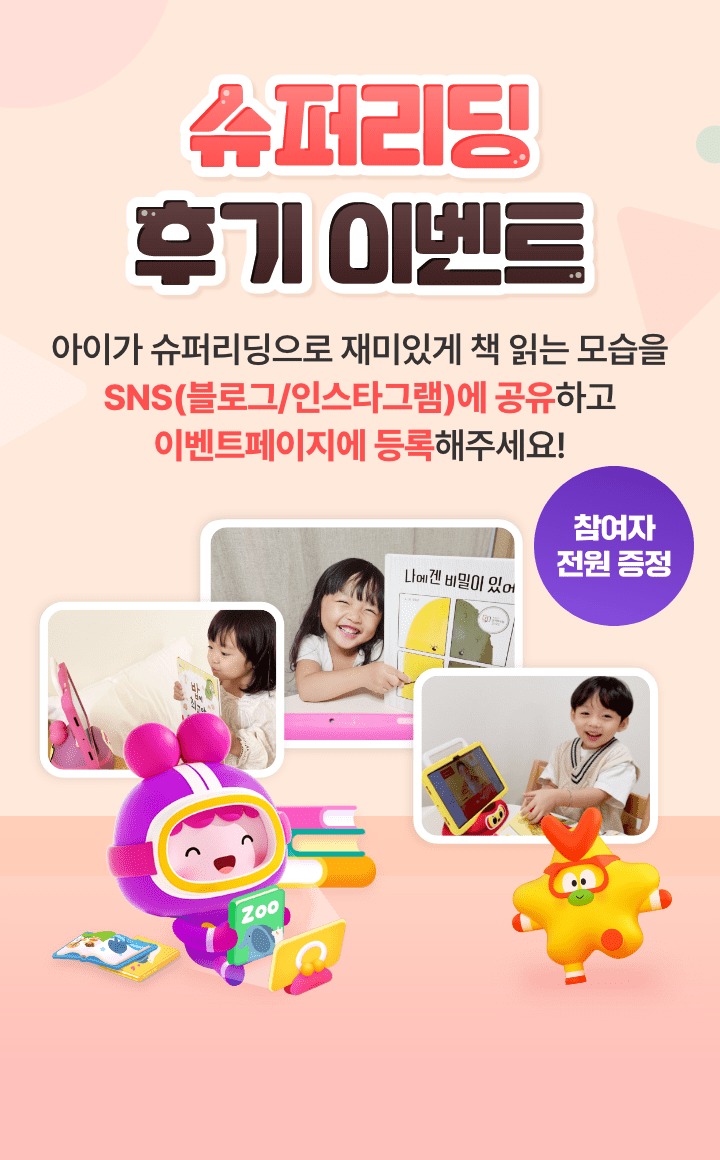 슈퍼리딩
후기 이벤트
아이가 슈퍼리딩으로 재미있게 책 읽는 모습을
SNS(블로그/인스타그램)에 공유하고
이벤트페이지에 등록해주세요!
참여자
전원 증정
나에겐 비밀이 있어
Zoo